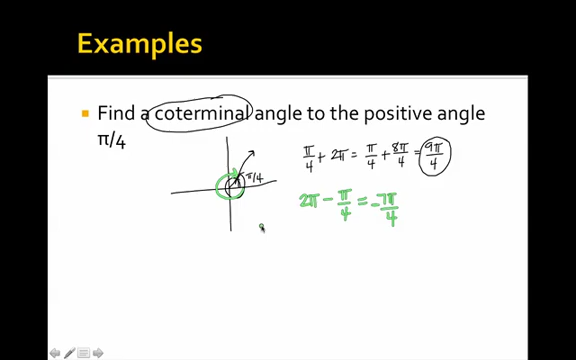 Examples
Find a coterminal angle to the positive angle
π/4
π/4
π/4 + 2π = π/4 + 8π/4 = 9π/4
2π - π/4 = -7π/4